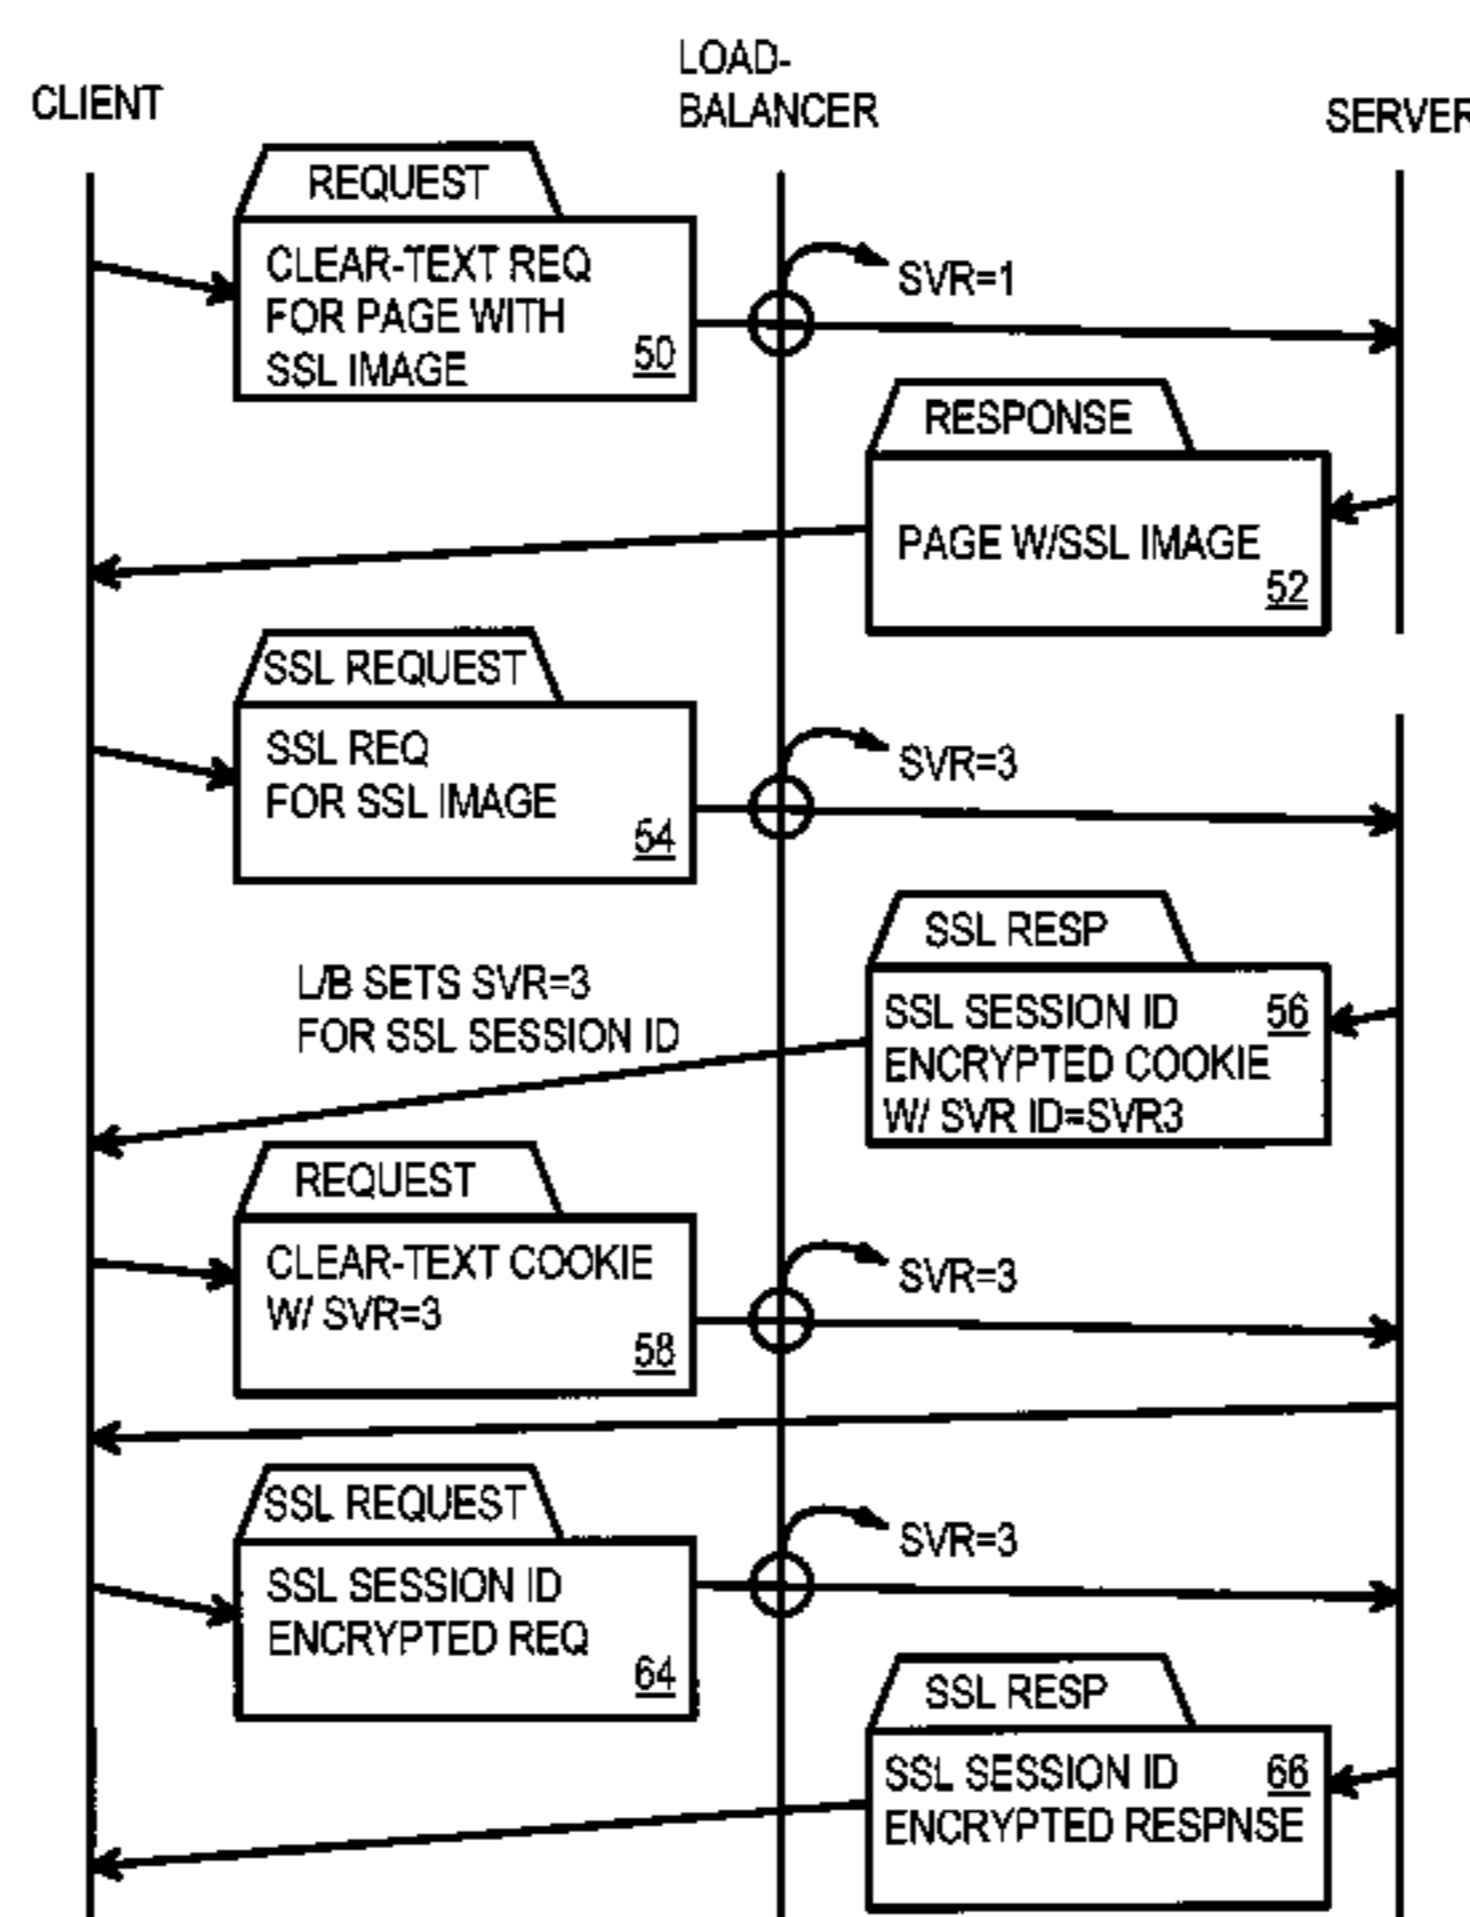 CLIENT
LOAD-
BALANCER
SERVER
REQUEST
CLEAR-TEXT REQ
FOR PAGE WITH
SSL IMAGE
50
SVR=1
RESPONSE
PAGE W/SSL IMAGE
52
SSL REQUEST
SSL REQ
FOR SSL IMAGE
54
SVR=3
L/B SETS SVR=3
FOR SSL SESSION ID
SSL RESP
SSL SESSION ID 56
ENCRYPTED COOKIE
W/ SVR ID=SVR3
REQUEST
CLEAR-TEXT COOKIE
W/ SVR=3
58
SVR=3
SSL REQUEST
SSL SESSION ID
ENCRYPTED REQ
64
SVR=3
SSL RESP
SSL SESSION ID 66
ENCRYPTED RESPNSE